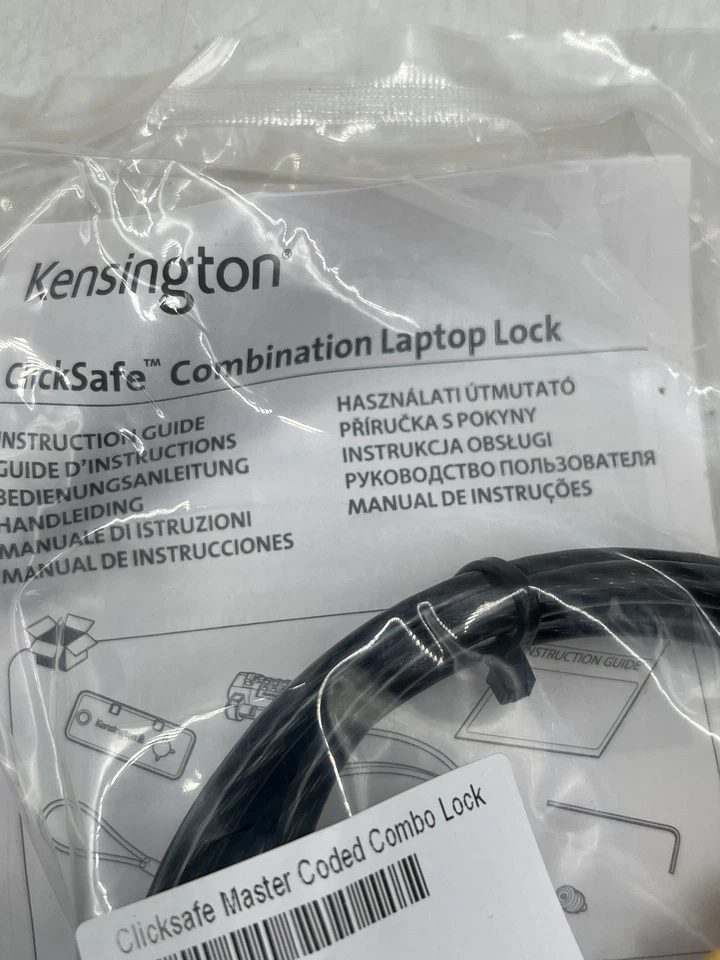 Kensington®
ClickSafe™ Combination Laptop Lock
INSTRUCTION GUIDE
GUIDE D'INSTRUCTIONS
BEDIENUNGSANLEITUNG
HANDLEIDING
MANUALE DI ISTRUZIONI
MANUAL DE INSTRUCCIONES
HASZNÁLATI ÚTMUTATÓ
PŘÍRUČKA S POKYNY
INSTRUKCJA OBSŁUGI
РУКОВОДСТВО ПОЛЬЗОВАТЕЛЯ
MANUAL DE INSTRUÇÕES
INSTRUCTION GUIDE
Kensington
Clicksafe Master Coded Combo Lock